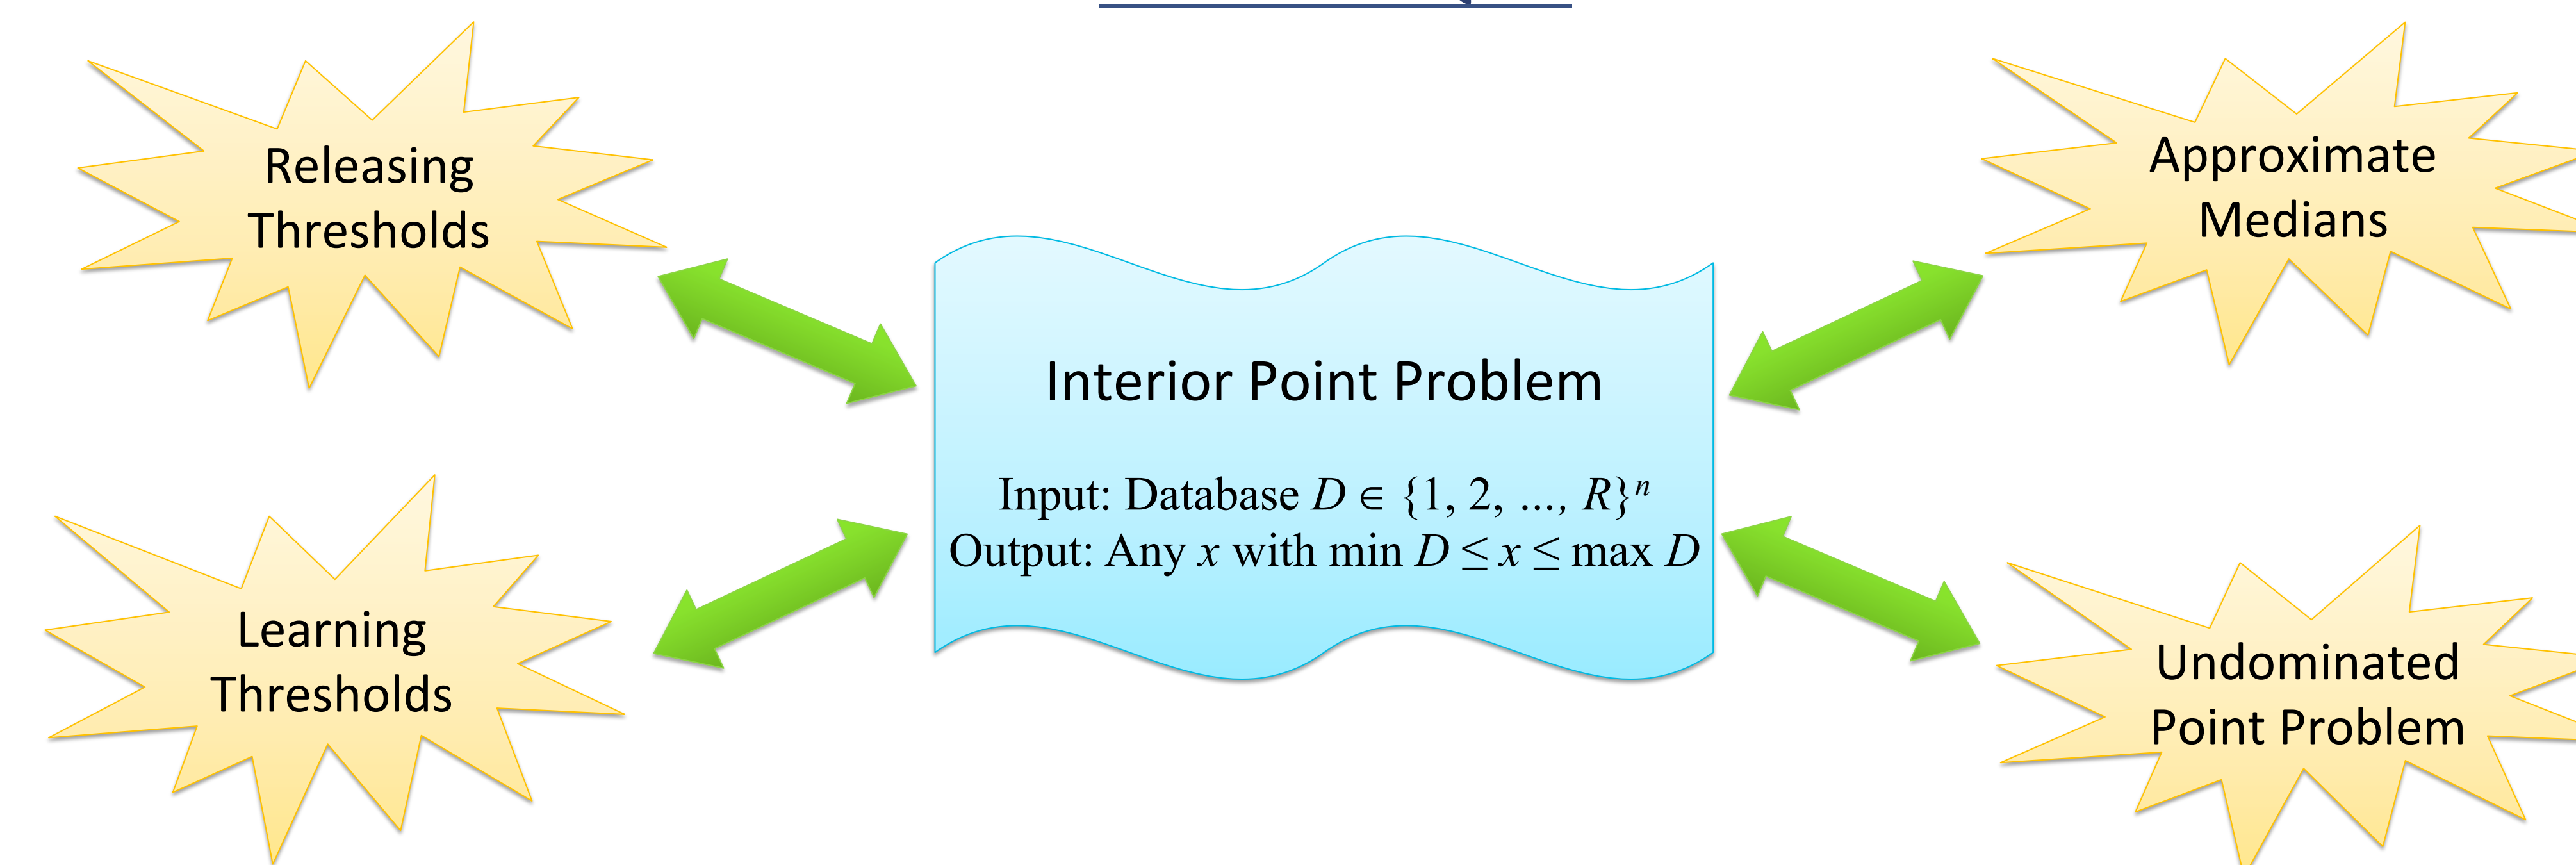 Releasing
Thresholds
Approximate
Medians
Interior Point Problem
Input: Database D ∈ {1, 2, ..., R}ⁿ
Output: Any x with min D ≤ x ≤ max D
Learning
Thresholds
Undominated
Point Problem